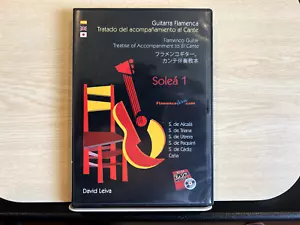 Guitarra Flamenca
Tratado del acompañamiento al Cante
Flamenco Guitar
Treatise of Accompaniment to El Cante
フラメンコギター。
カンテ伴奏教本
Soleá 1
S. de Alcalá
S. de Triana
S. de Utrera
S. de Paquirri
S. de Cádiz
Caña
David Leiva